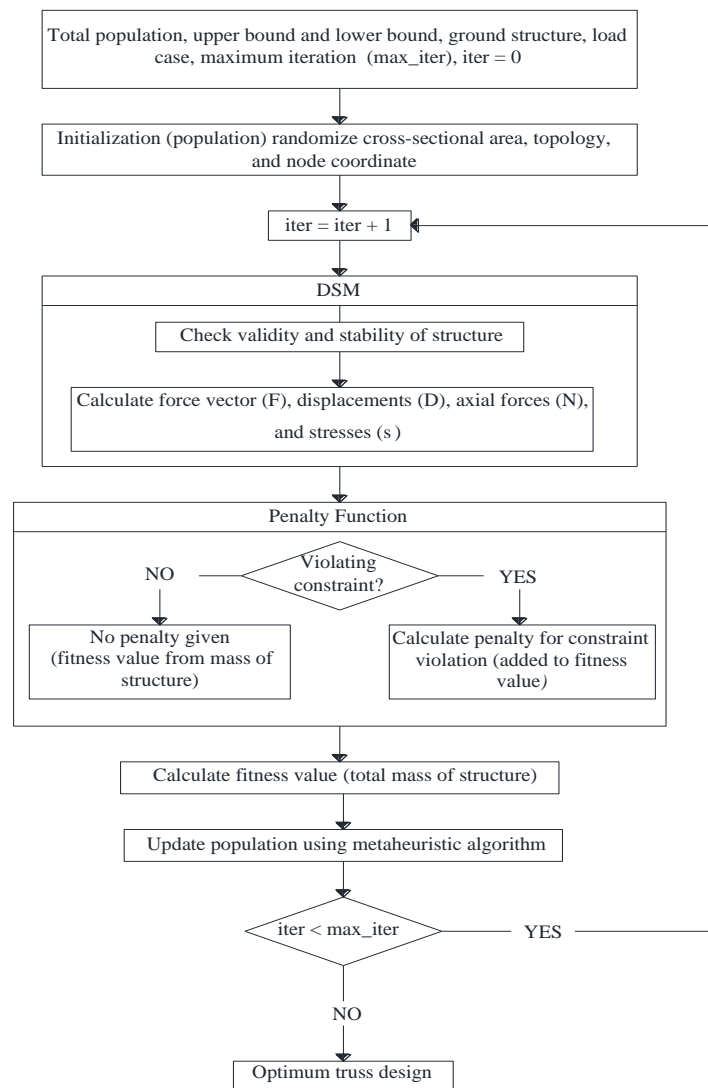 Total population, upper bound and lower bound, ground structure, load
case, maximum iteration (max_iter), iter = 0
Initialization (population) randomize cross-sectional area, topology,
and node coordinate
iter = iter + 1
DSM
Check validity and stability of structure
Calculate force vector (F), displacements (D), axial forces (N),
and stresses (s)
Penalty Function
Violating
constraint?
NO
YES
No penalty given
(fitness value from mass of
structure)
Calculate penalty for constraint
violation (added to fitness
value)
Calculate fitness value (total mass of structure)
Update population using metaheuristic algorithm
iter < max_iter
YES
NO
Optimum truss design